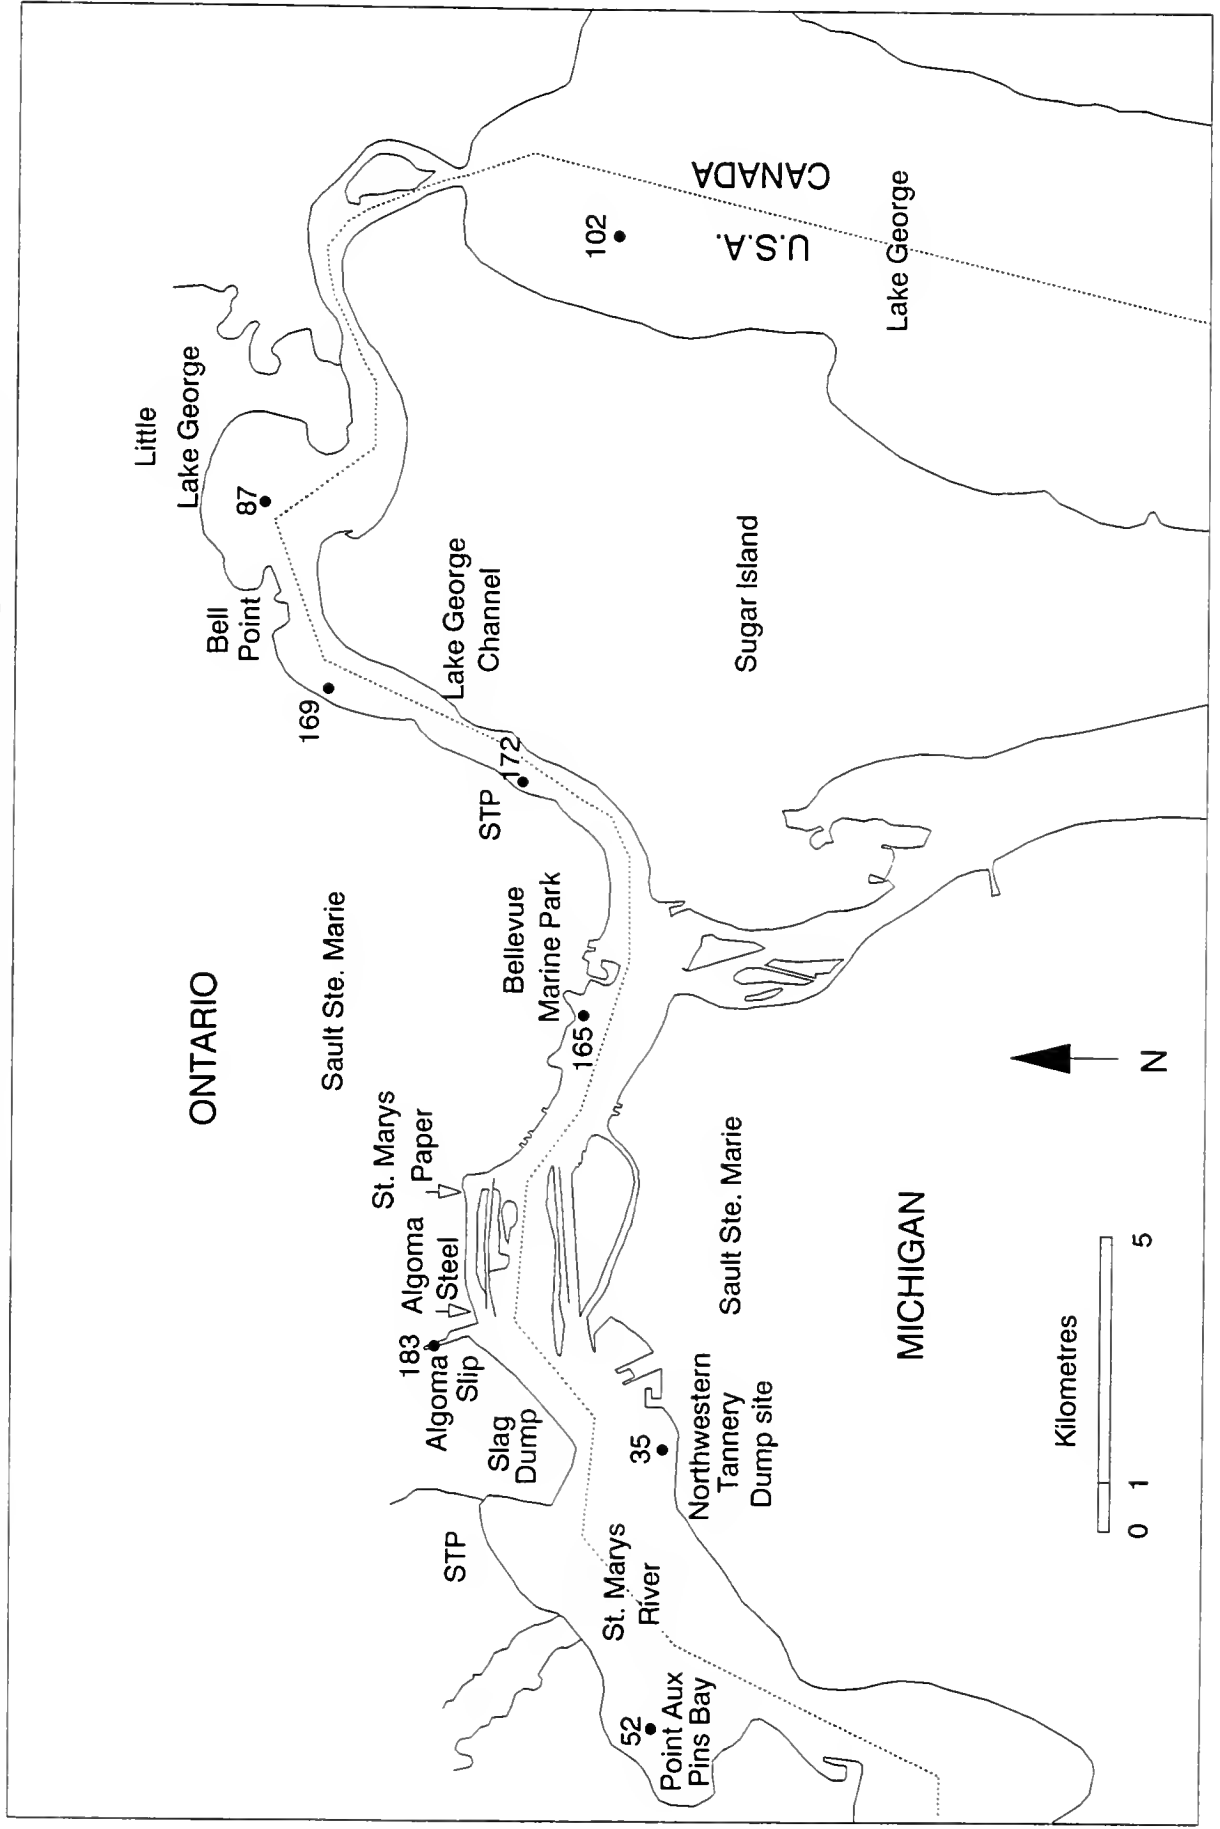 ONTARIO
Sault Ste. Marie
Little
Lake George
87
Bell
Point
169
Lake George
Channel
172
STP
Bellevue
Marine Park
165
St. Marys
Paper
Algoma
Steel
183
Algoma
Slip
Slag
Dump
STP
St. Marys
River
52
Point Aux
Pins Bay
35
Northwestern
Tannery
Dump site
Sault Ste. Marie
MICHIGAN
Sugar Island
102
U.S.A.
CANADA
Lake George
N
Kilometres
0 1 5